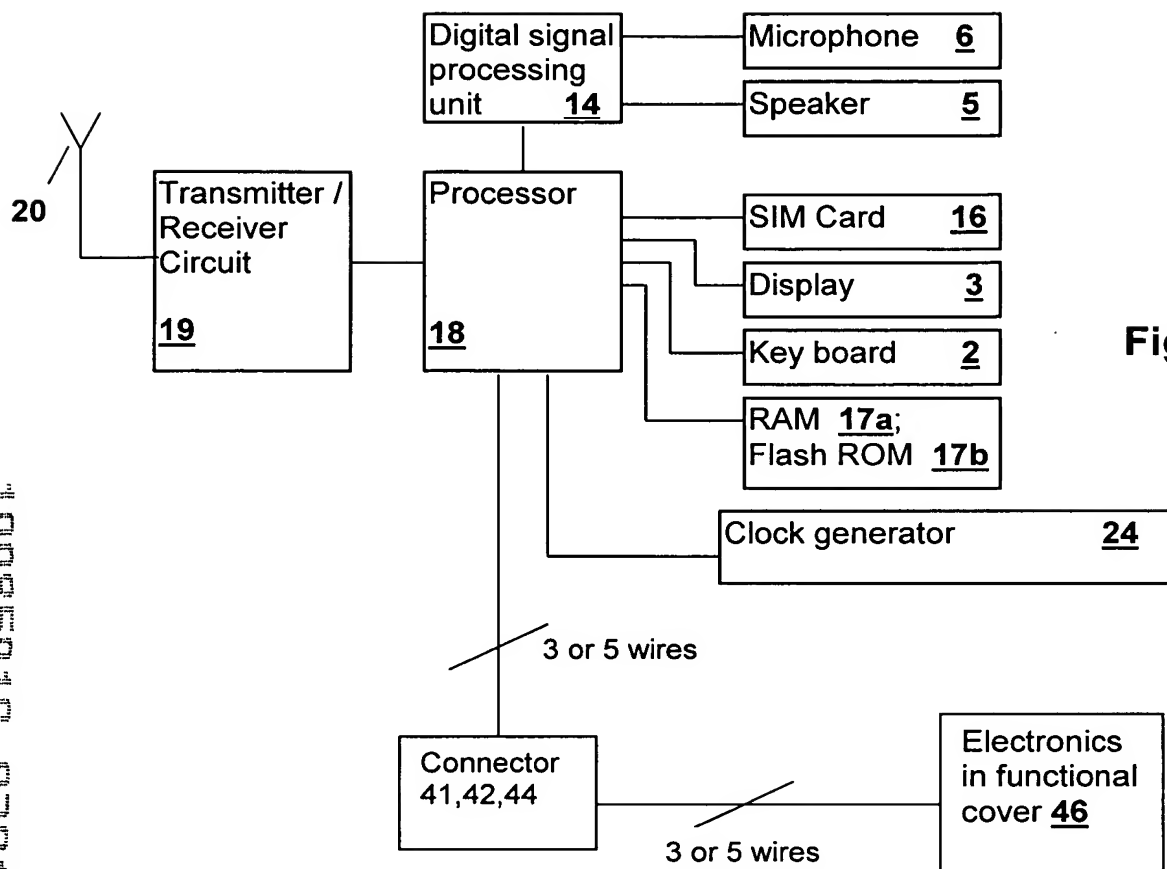 Digital signal
processing
unit 14
Microphone 6
Speaker 5
20
Transmitter /
Receiver
Circuit
19
Processor
18
SIM Card 16
Display 3
Key board 2
RAM 17a;
Flash ROM 17b
Clock generator 24
3 or 5 wires
Connector
41,42,44
Electronics
in functional
cover 46
3 or 5 wires